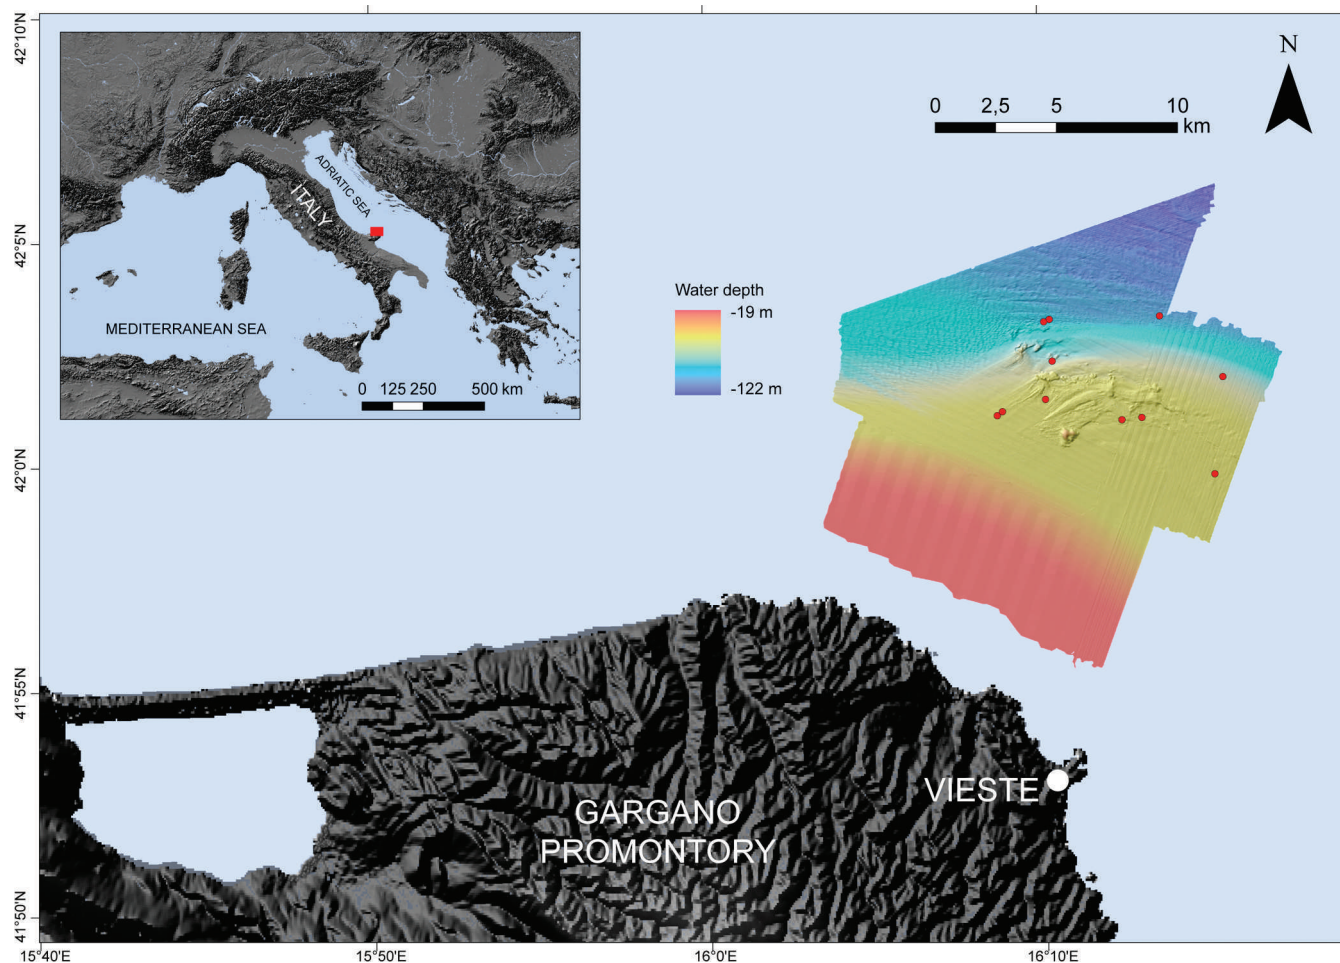 42°10'N
42°5'N
42°0'N
41°55'N
41°50'N
15°40'E
15°50'E
16°0'E
16°10'E
ADRIATIC SEA
ITALY
MEDITERRANEAN SEA
0 125 250 500 km
N
0 2,5 5 10
km
Water depth
-19 m
-122 m
VIESTE
GARGANO
PROMONTORY